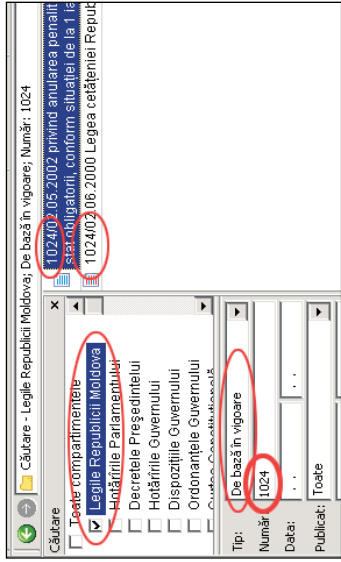 Căutare - Legile Republicii Moldova; De bază în vigoare; Număr: 1024
Căutare
x
Toate compartimentele
Legile Republicii Moldova
Hotărîrile Parlamentului
Decretele Preşedintelui
Hotărîrile Guvernului
Dispoziţiile Guvernului
Ordonanţele Guvernului
Curtea Constituţională
Tip: De bază în vigoare
Număr 1024
Data: . . . .
Publicat: Toate
1024/02.05.2002 privind anularea penalit
stat obligatorii, conform situaţiei de la 1 ia
1024/02.06.2000 Legea cetăţeniei Repub